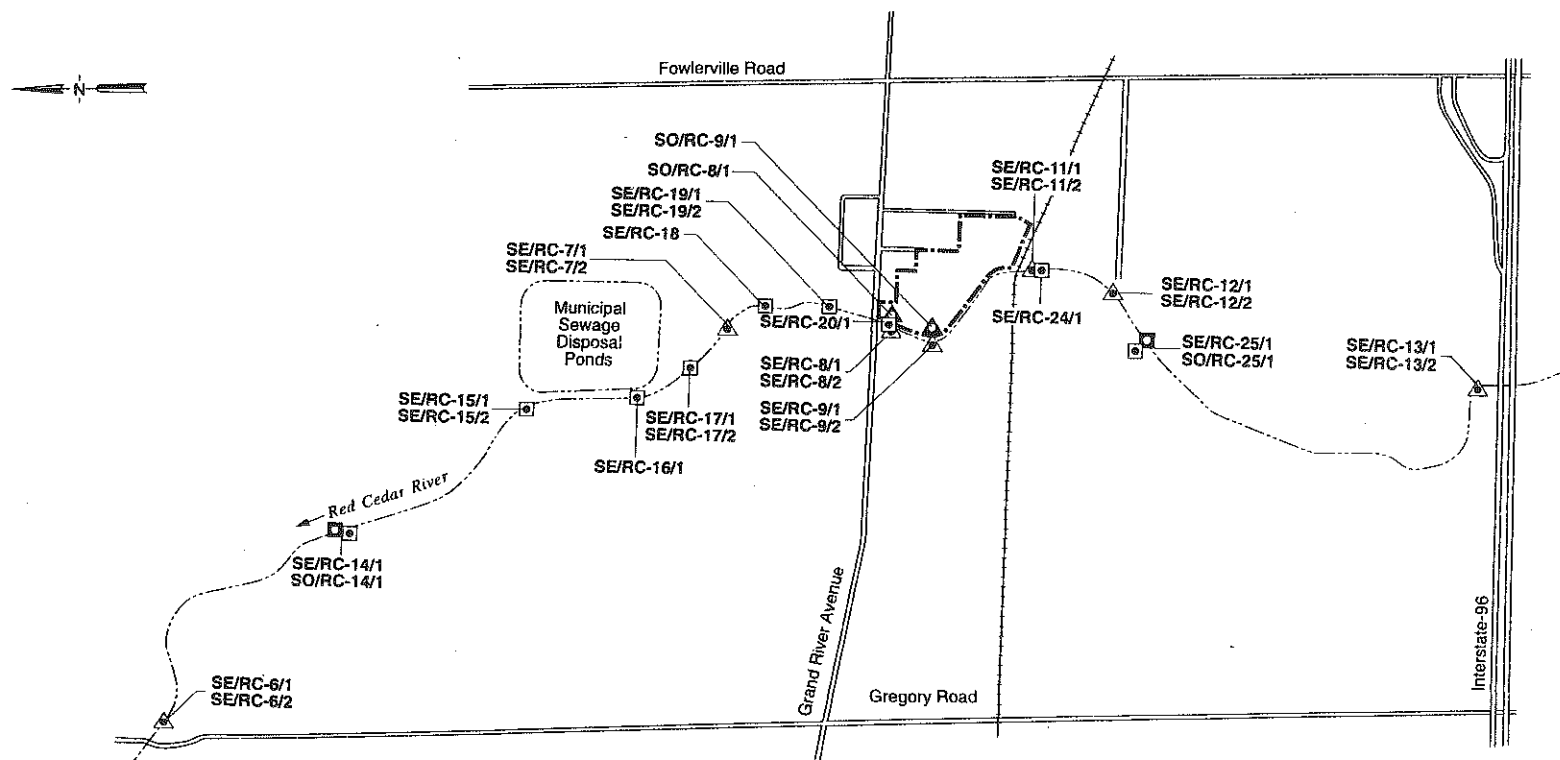 Fowlerville Road
N
SO/RC-9/1
SO/RC-8/1
SE/RC-19/1
SE/RC-19/2
SE/RC-18
SE/RC-7/1
SE/RC-7/2
SE/RC-11/1
SE/RC-11/2
Municipal
Sewage
Disposal
Ponds
SE/RC-20/1
SE/RC-24/1
SE/RC-12/1
SE/RC-12/2
SE/RC-8/1
SE/RC-8/2
SE/RC-25/1
SO/RC-25/1
SE/RC-13/1
SE/RC-13/2
SE/RC-15/1
SE/RC-15/2
SE/RC-17/1
SE/RC-17/2
SE/RC-9/1
SE/RC-9/2
SE/RC-16/1
Red Cedar River
SE/RC-14/1
SO/RC-14/1
Grand River Avenue
Interstate-96
SE/RC-6/1
SE/RC-6/2
Gregory Road